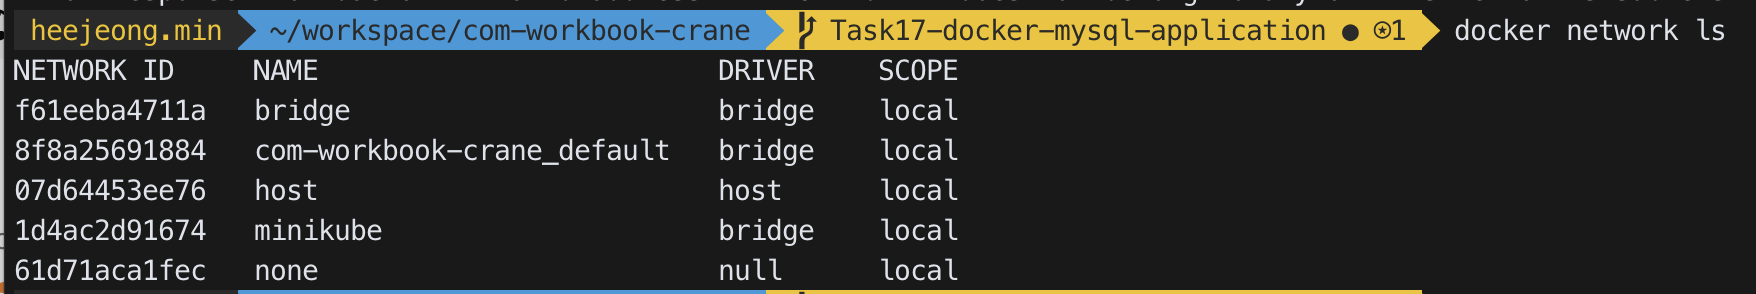 heejeong.min ~/workspace/com-workbook-crane Task17-docker-mysql-application ● ⍟1 docker network ls
NETWORK ID NAME DRIVER SCOPE
f61eeba4711a bridge bridge local
8f8a25691884 com-workbook-crane_default bridge local
07d64453ee76 host host local
1d4ac2d91674 minikube bridge local
61d71aca1fec none null local